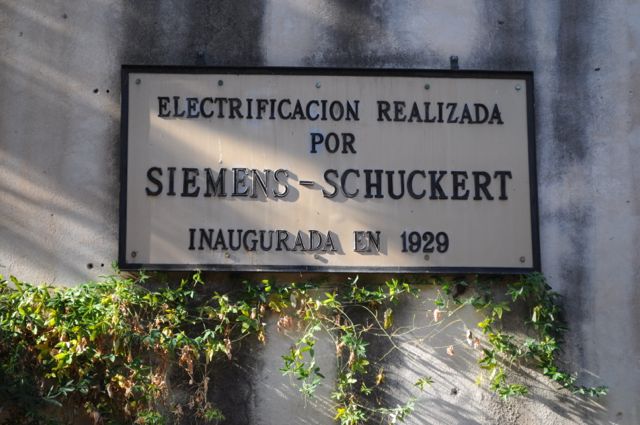 ELECTRIFICACION REALIZADA
POR
SIEMENS-SCHUCKERT
INAUGURADA EN 1929